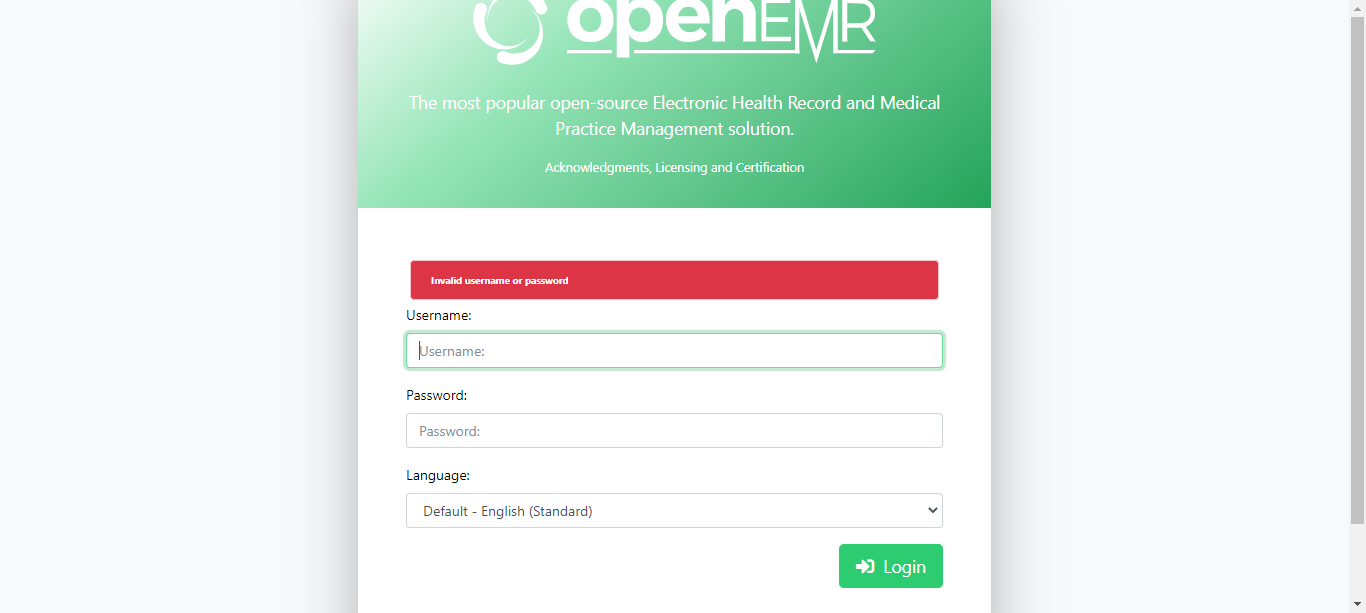 openEMR
The most popular open-source Electronic Health Record and Medical
Practice Management solution.
Acknowledgments, Licensing and Certification
Invalid username or password
Username:
Username:
Password:
Password:
Language:
Default - English (Standard)
Login